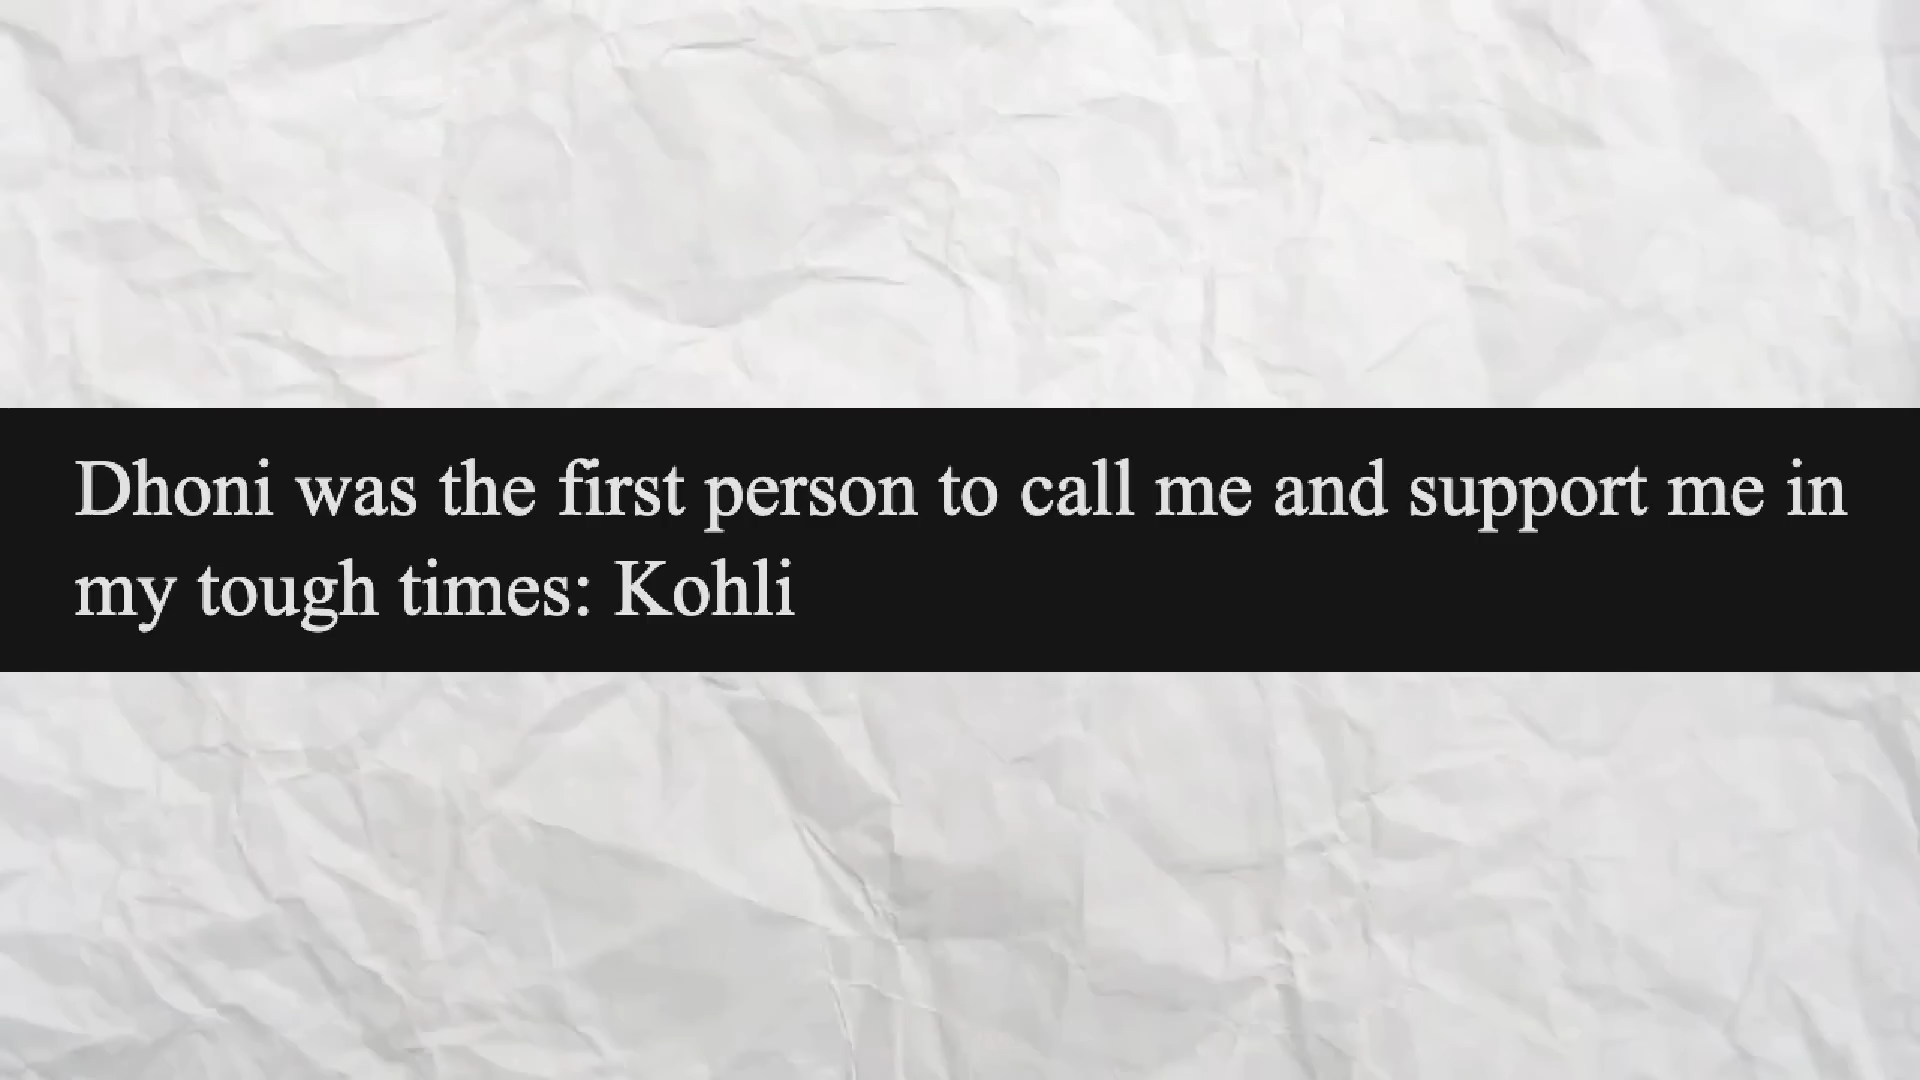 Dhoni was the first person to call me and support me in
my tough times: Kohli